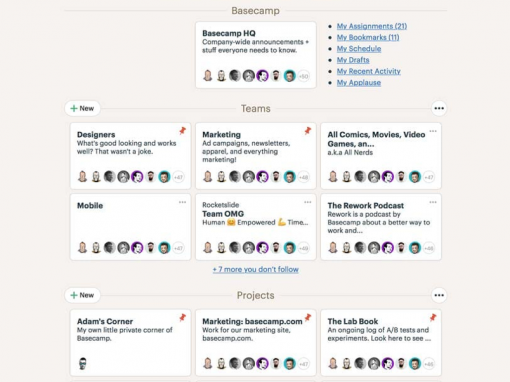 Basecamp
Basecamp HQ
Company-wide announcements +
stuff everyone needs to know.
+50
My Assignments (21)
My Bookmarks (11)
My Schedule
My Drafts
My Recent Activity
My Applause
+ New
Teams
Designers
What's good looking and works
well? That wasn't a joke.
+47
Marketing
Ad campaigns, newsletters,
apparel, and everything
marketing!
+48
All Comics, Movies, Video
Games, an...
a.k.a All Nerds
Mobile
+47
Rocketslide
Team OMG
Human 🤗 Empowered 💪 Time...
The Rework Podcast
Rework is a podcast by
Basecamp about a better way to
work and...
+ 7 more you don't follow
+ New
Projects
Adam's Corner
My own little private corner of
Basecamp.
Marketing: basecamp.com
Work for our marketing site,
basecamp.com.
+47
The Lab Book
An ongoing log of A/B tests and
experiments. Look here to see ...